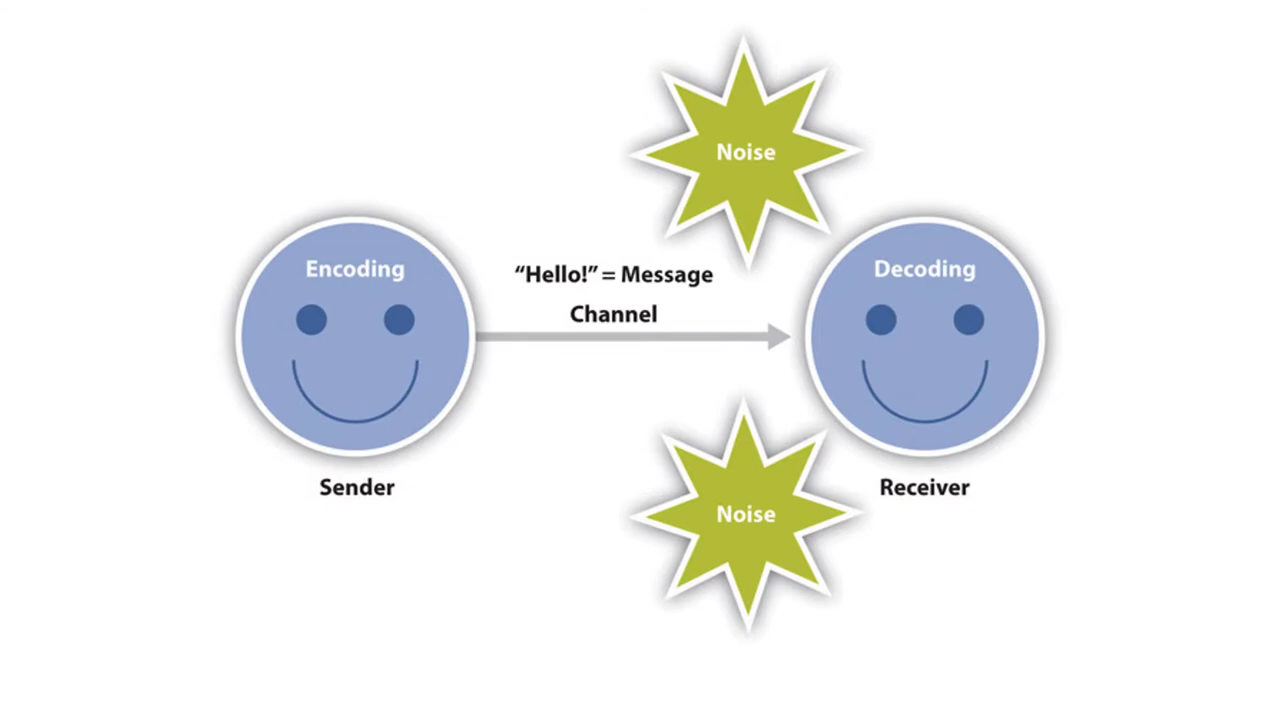 Noise
Encoding
“Hello!” = Message
Channel
Decoding
Sender
Noise
Receiver